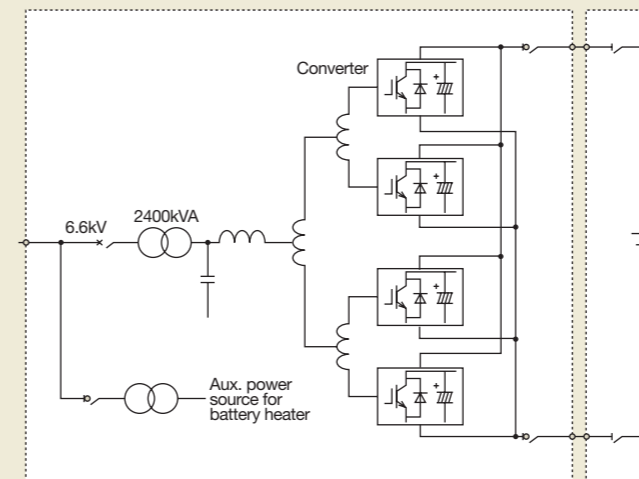 Converter
6.6kV
2400kVA
Aux. power
source for
battery heater